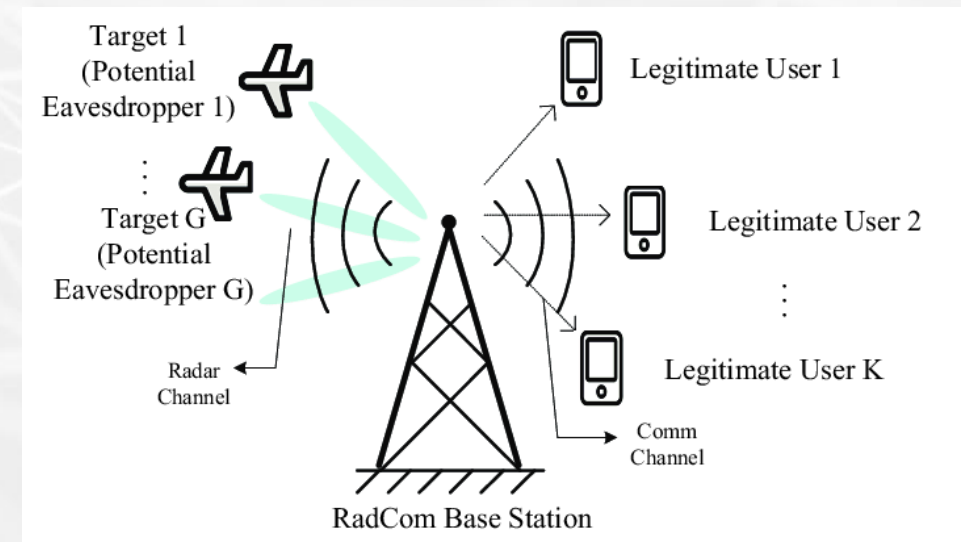 Target 1
(Potential
Eavesdropper 1)
⋮
Target G
(Potential
Eavesdropper G)
Radar
Channel
Legitimate User 1
Legitimate User 2
⋮
Legitimate User K
Comm
Channel
RadCom Base Station